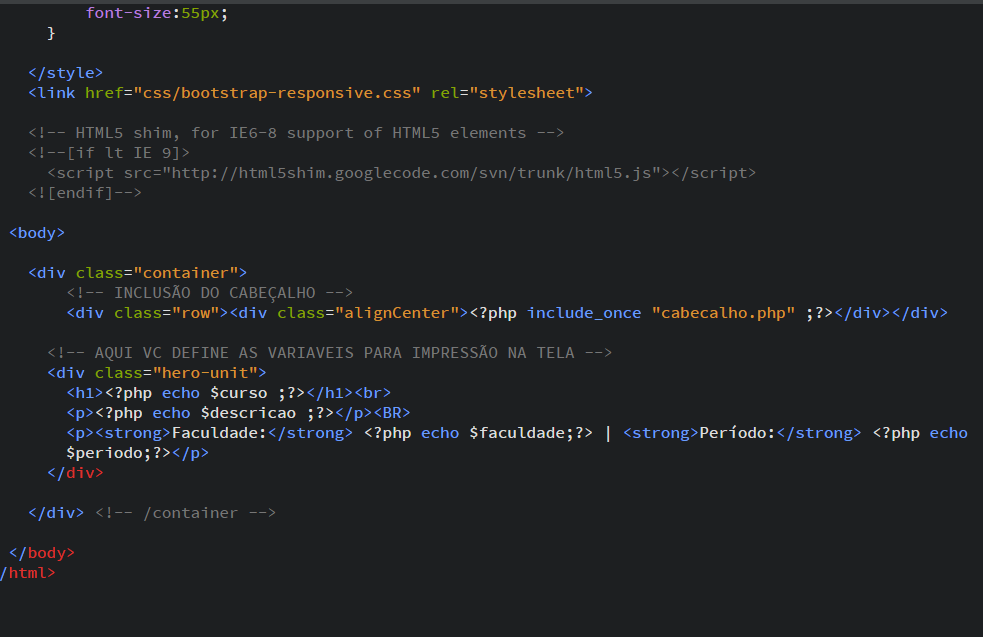 font-size:55px;
}
</style>
<link href="css/bootstrap-responsive.css" rel="stylesheet">
<!-- HTML5 shim, for IE6-8 support of HTML5 elements -->
<!--[if lt IE 9]>
<script src="http://html5shim.googlecode.com/svn/trunk/html5.js"></script>
<![endif]-->
<body>
<div class="container">
<!-- INCLUSÃO DO CABEÇALHO -->
<div class="row"><div class="alignCenter"><?php include_once "cabecalho.php" ;?></div></div>
<!-- AQUI VC DEFINE AS VARIAVEIS PARA IMPRESSÃO NA TELA -->
<div class="hero-unit">
<h1><?php echo $curso ;?></h1><br>
<p><?php echo $descricao ;?></p><BR>
<p><strong>Faculdade:</strong> <?php echo $faculdade;?> | <strong>Período:</strong> <?php echo
$periodo;?></p>
</div>
</div> <!-- /container -->
</body>
/html>